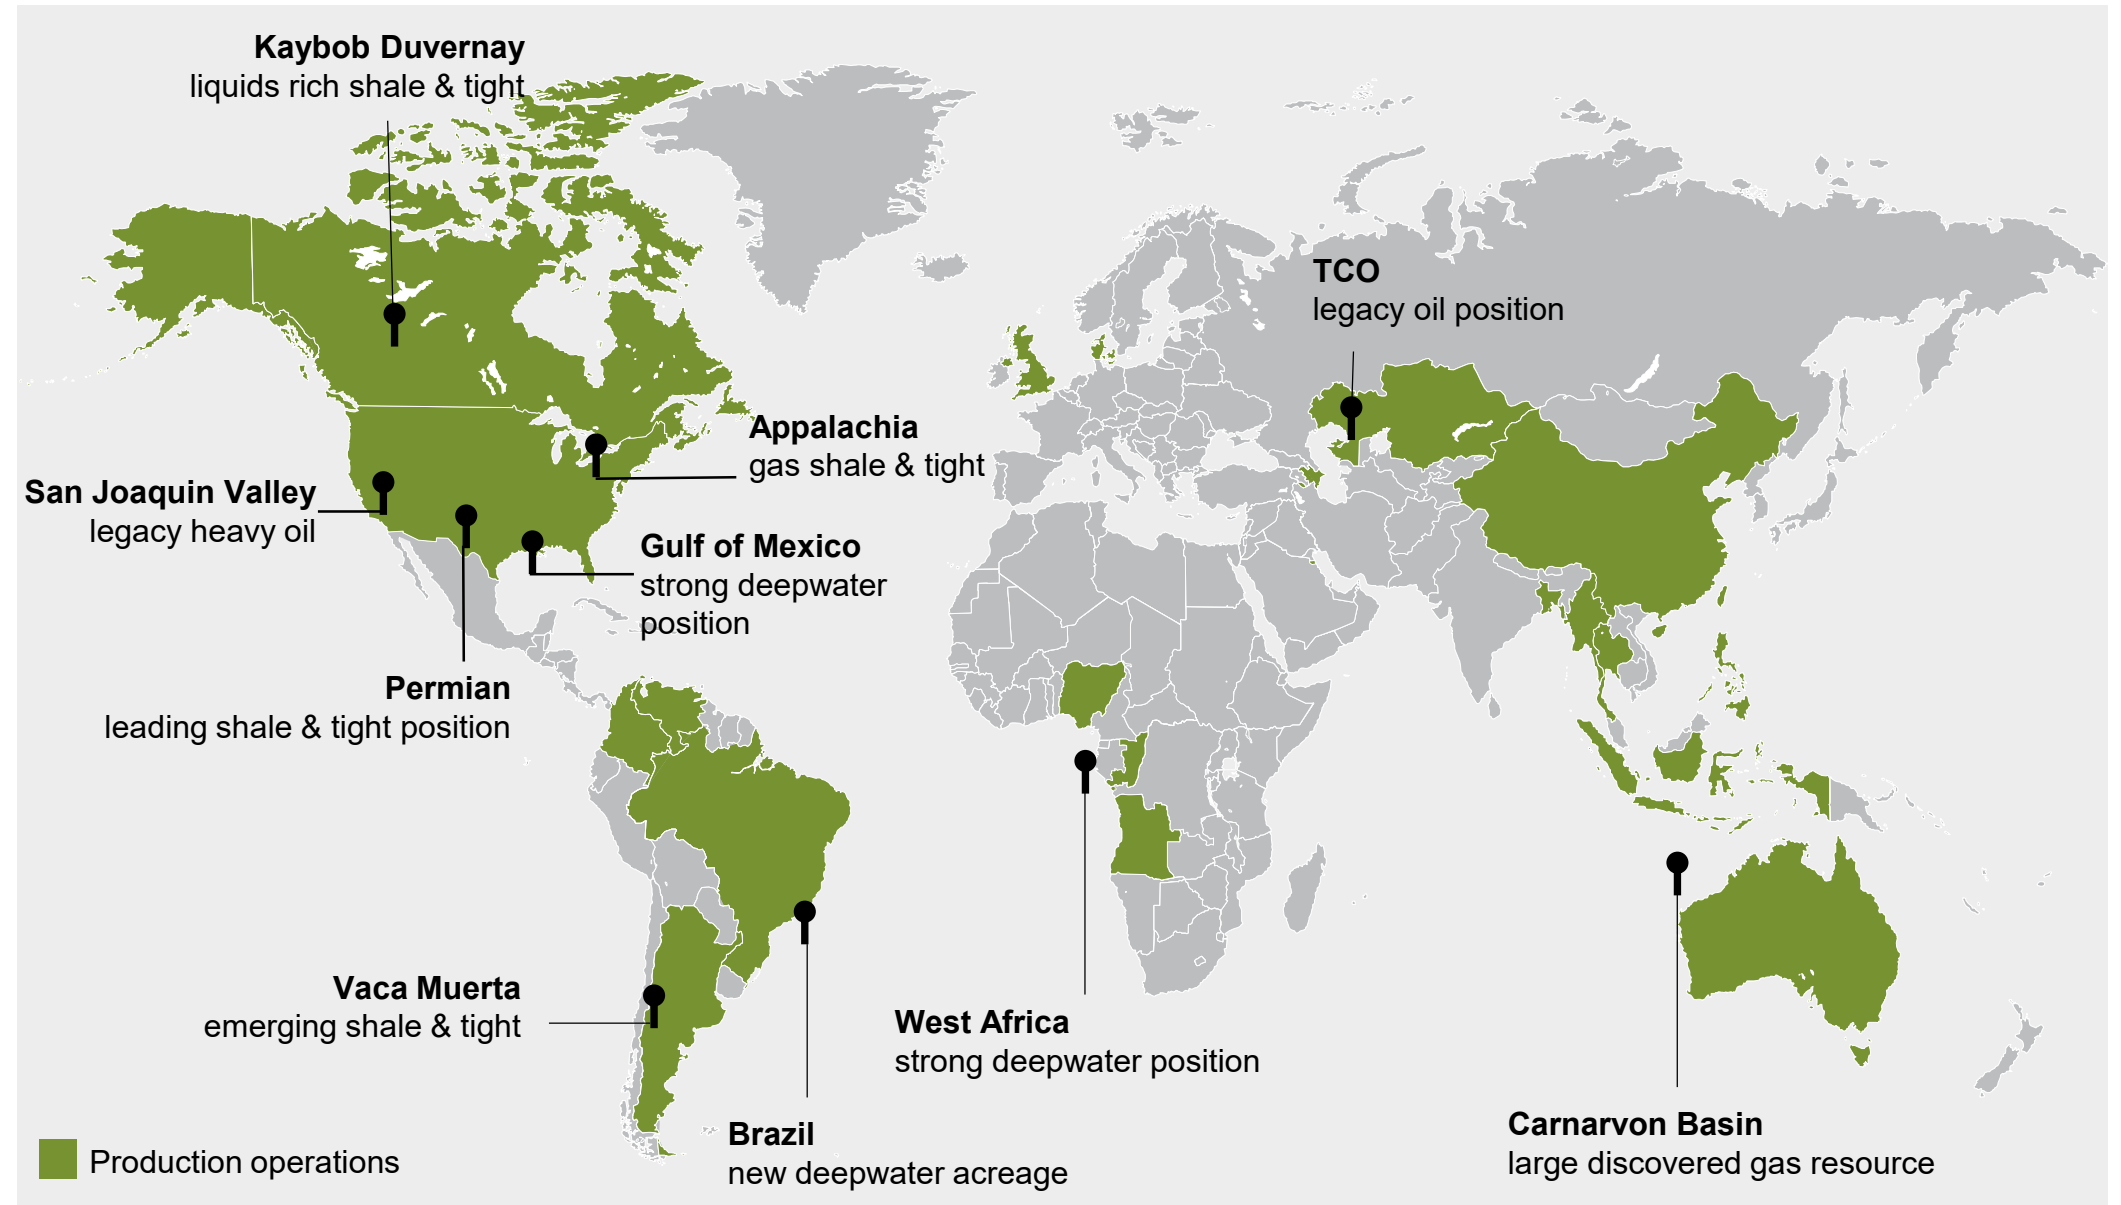 Kaybob Duvernay
liquids rich shale & tight
TCO
legacy oil position
Appalachia
gas shale & tight
San Joaquin Valley
legacy heavy oil
Gulf of Mexico
strong deepwater
position
Permian
leading shale & tight position
Vaca Muerta
emerging shale & tight
West Africa
strong deepwater position
Brazil
new deepwater acreage
Carnarvon Basin
large discovered gas resource
Production operations